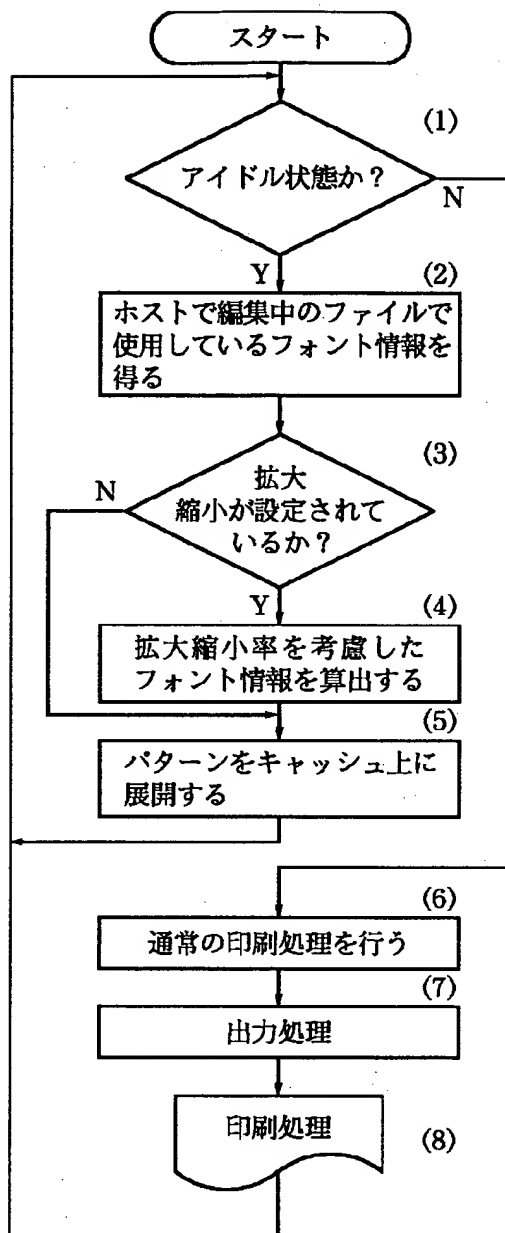 スタート
(1)
アイドル状態か？
N
Y
(2)
ホストで編集中のファイルで
使用しているフォント情報を
得る
(3)
N
拡大
縮小が設定されて
いるか？
Y
(4)
拡大縮小率を考慮した
フォント情報を算出する
(5)
パターンをキャッシュ上に
展開する
(6)
通常の印刷処理を行う
(7)
出力処理
印刷処理
(8)